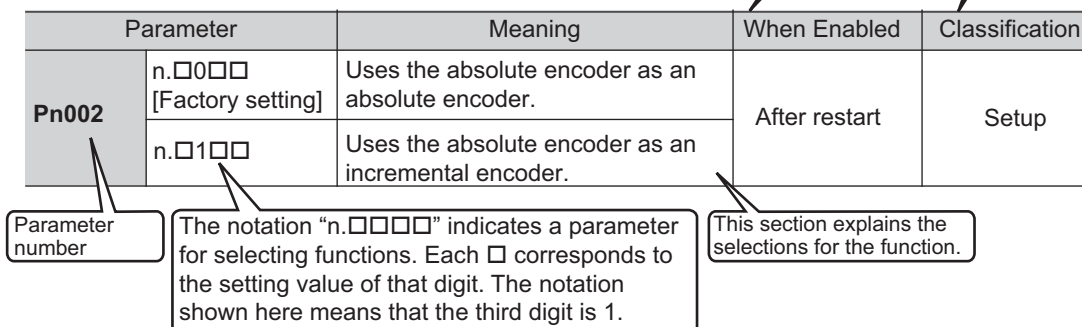 Parameter Meaning When Enabled Classification
Pn002
n.□0□□
[Factory setting]
Uses the absolute encoder as an
absolute encoder.
n.□1□□
Uses the absolute encoder as an
incremental encoder.
After restart
Setup
Parameter
number
The notation “n.□□□□” indicates a parameter
for selecting functions. Each □ corresponds to
the setting value of that digit. The notation
shown here means that the third digit is 1.
This section explains the
selections for the function.